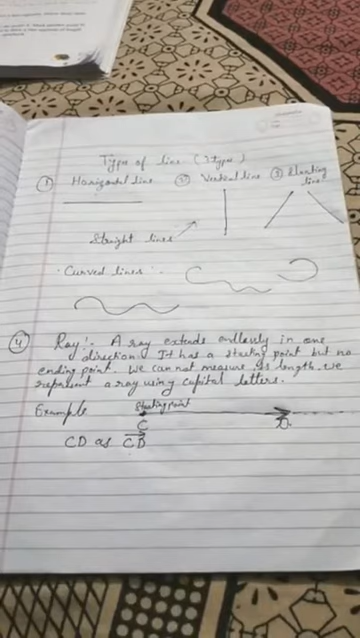 Type of line (3 type)
① Horizontal line ② Vertical line ③ Slanting line
Straight lines
Curved lines :-
④ Ray:- A ray extends endlessly in one
direction. It has a starting point but no
ending point. We can not measure its length. we
represent a ray using capital letters.
Example
Starting point
C D
CD as CD